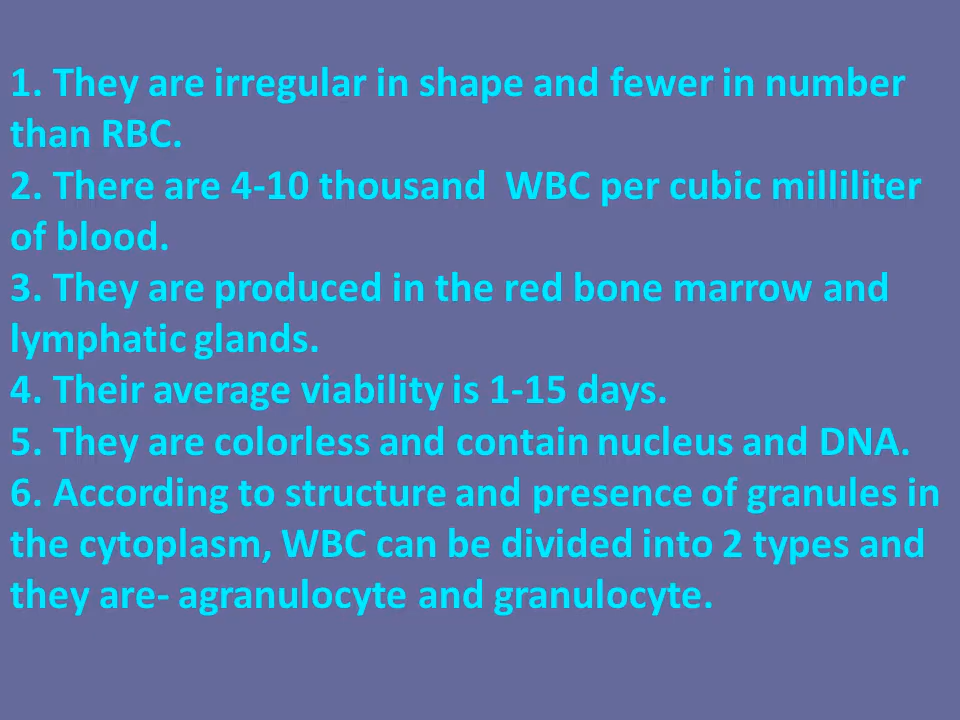 1. They are irregular in shape and fewer in number
than RBC.
2. There are 4-10 thousand  WBC per cubic milliliter
of blood.
3. They are produced in the red bone marrow and
lymphatic glands.
4. Their average viability is 1-15 days.
5. They are colorless and contain nucleus and DNA.
6. According to structure and presence of granules in
the cytoplasm, WBC can be divided into 2 types and
they are- agranulocyte and granulocyte.